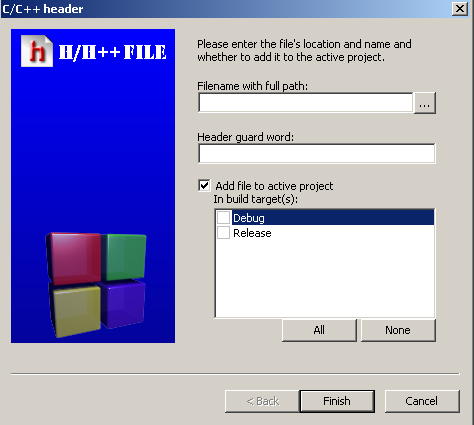 C/C++ header
h H/H++ FILE
Please enter the file's location and name and
whether to add it to the active project.
Filename with full path:
...
Header guard word:
Add file to active project
In build target(s):
Debug
Release
All None
< Back Finish Cancel